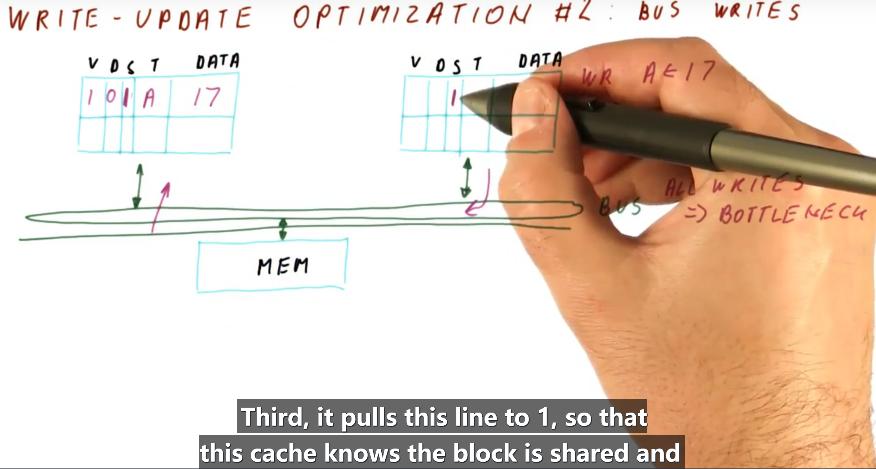 WRITE-UPDATE OPTIMIZATION #2: BUS WRITES
V D S T DATA
1 0 1 A 17
V D S T DATA
1
WR A←17
ALL WRITES
⇒ BOTTLENECK
BUS
MEM
Third, it pulls this line to 1, so that
this cache knows the block is shared and